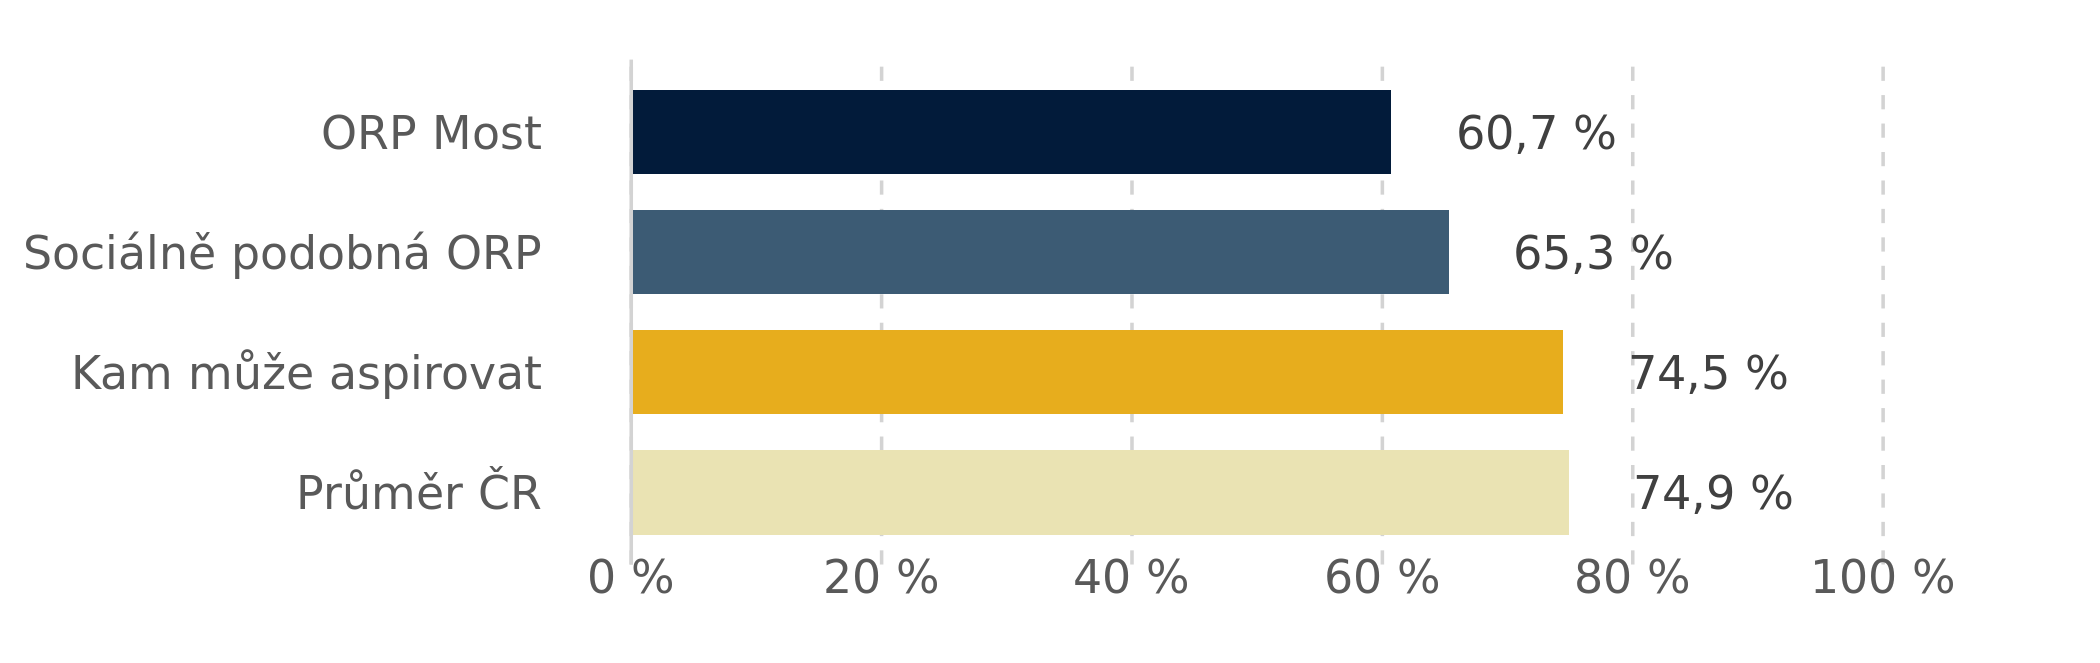 ORP Most 60,7 %
Sociálně podobná ORP 65,3 %
Kam může aspirovat 74,5 %
Průměr ČR 74,9 %
0 % 20 % 40 % 60 % 80 % 100 %